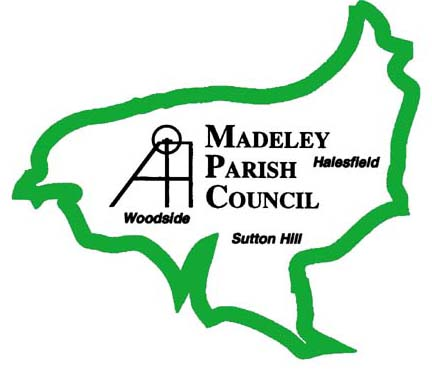 MADELEY
PARISH
COUNCIL
Halesfield
Woodside
Sutton Hill